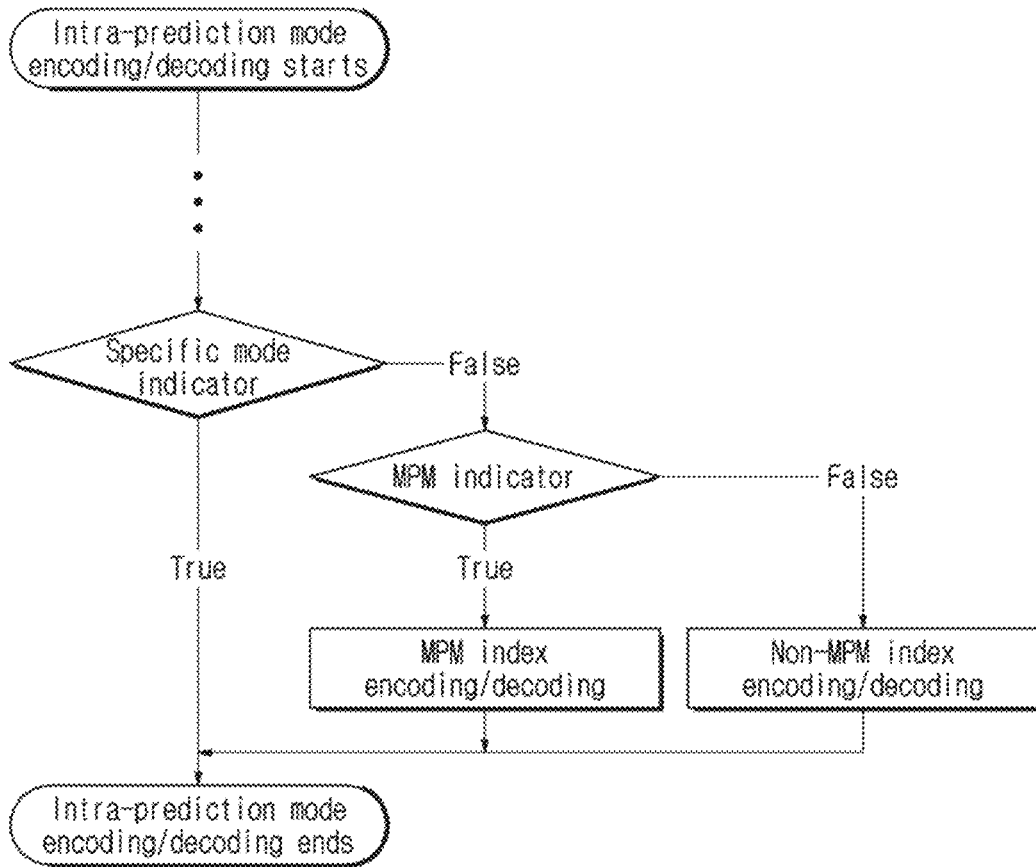 Intra-prediction mode
encoding/decoding starts
Specific mode
indicator
False
MPM indicator
False
True
True
MPM index
encoding/decoding
Non-MPM index
encoding/decoding
Intra-prediction mode
encoding/decoding ends